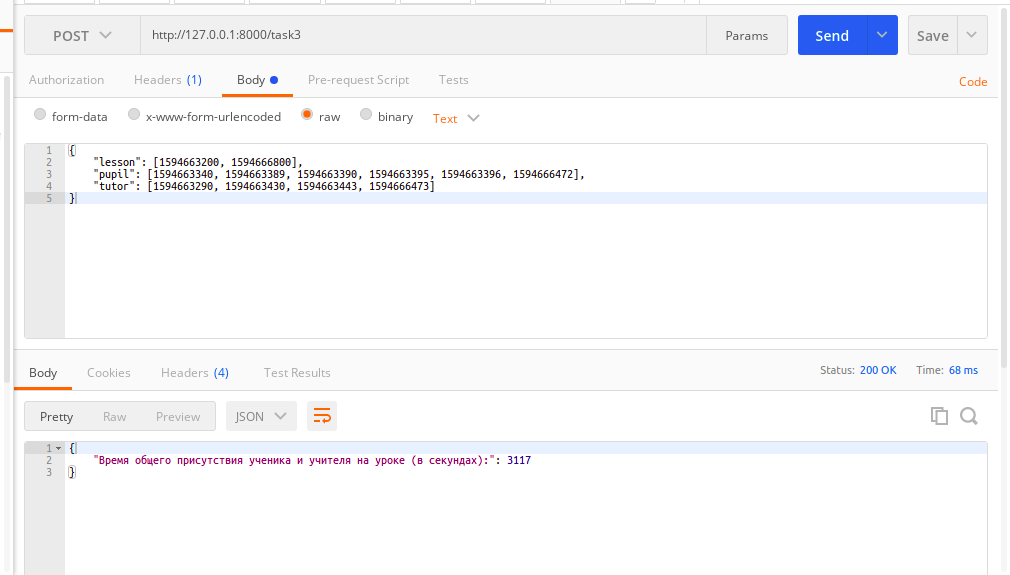 POST http://127.0.0.1:8000/task3 Params Send Save
Authorization Headers (1) Body Pre-request Script Tests Code
form-data x-www-form-urlencoded raw binary Text
1 {
2 "lesson": [1594663200, 1594666800],
3 "pupil": [1594663340, 1594663389, 1594663390, 1594663395, 1594663396, 1594666472],
4 "tutor": [1594663290, 1594663430, 1594663443, 1594666473]
5 }
Body Cookies Headers (4) Test Results Status: 200 OK Time: 68 ms
Pretty Raw Preview JSON
1 {
2 "Время общего присутствия ученика и учителя на уроке (в секундах):": 3117
3 }